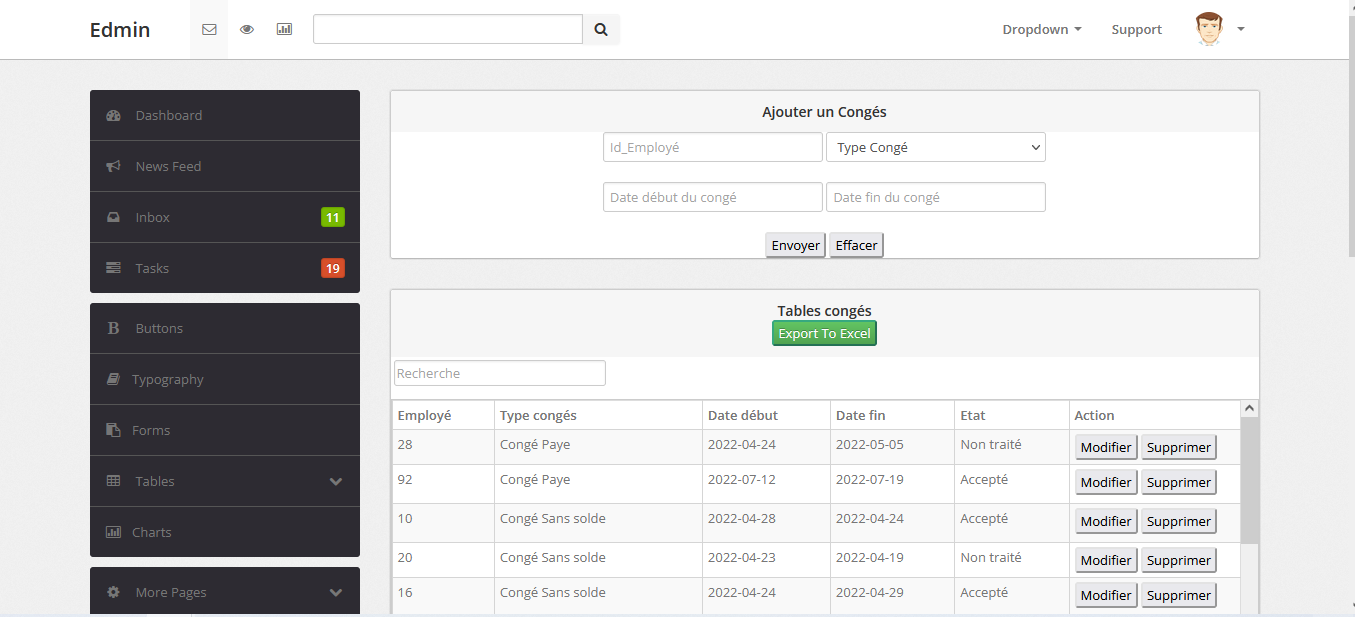 Edmin
Dropdown
Support
Dashboard
News Feed
Inbox 11
Tasks 19
B Buttons
Typography
Forms
Tables
Charts
More Pages
Ajouter un Congés
Id_Employé Type Congé
Date début du congé Date fin du congé
Envoyer Effacer
Tables congés
Export To Excel
Recherche
Employé Type congés Date début Date fin Etat Action
28 Congé Paye 2022-04-24 2022-05-05 Non traité Modifier Supprimer
92 Congé Paye 2022-07-12 2022-07-19 Accepté Modifier Supprimer
10 Congé Sans solde 2022-04-28 2022-04-24 Accepté Modifier Supprimer
20 Congé Sans solde 2022-04-23 2022-04-19 Non traité Modifier Supprimer
16 Congé Sans solde 2022-04-24 2022-04-29 Accepté Modifier Supprimer